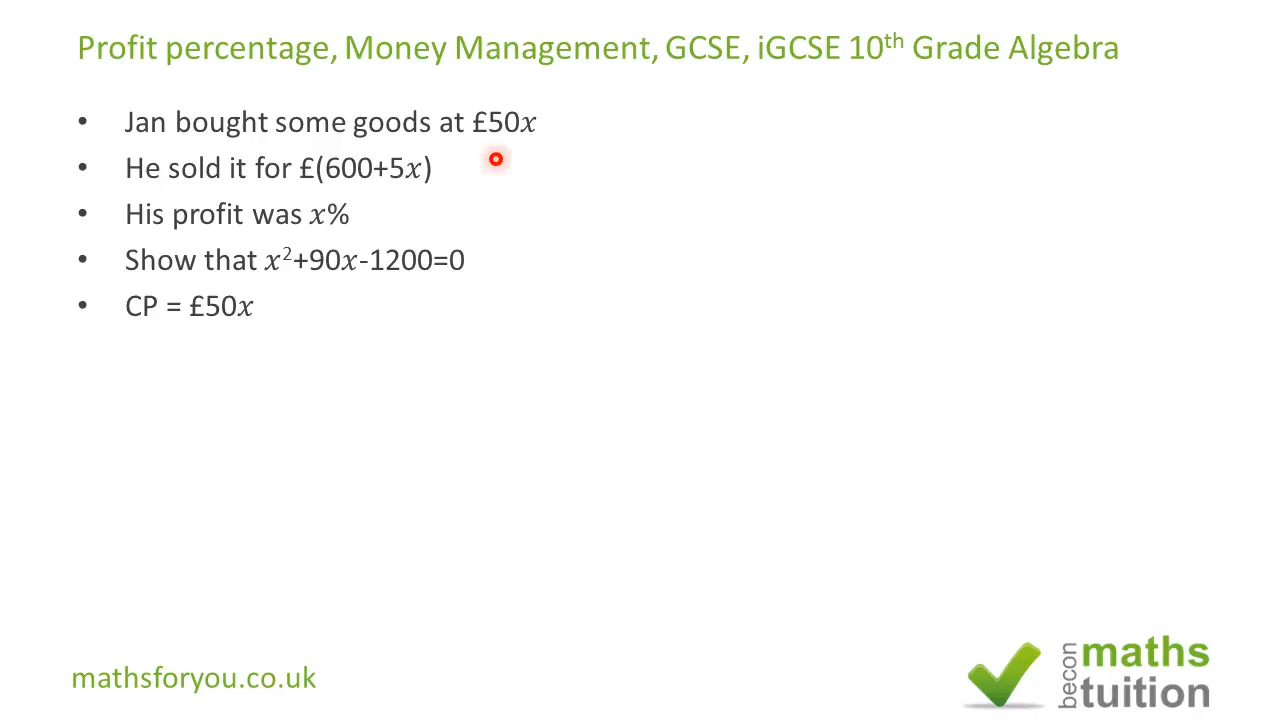 Profit percentage, Money Management, GCSE, iGCSE 10th Grade Algebra
• Jan bought some goods at £50𝑥
• He sold it for £(600+5𝑥)
• His profit was 𝑥%
• Show that 𝑥²+90𝑥-1200=0
• CP = £50𝑥
mathsforyou.co.uk
becon
maths
tuition